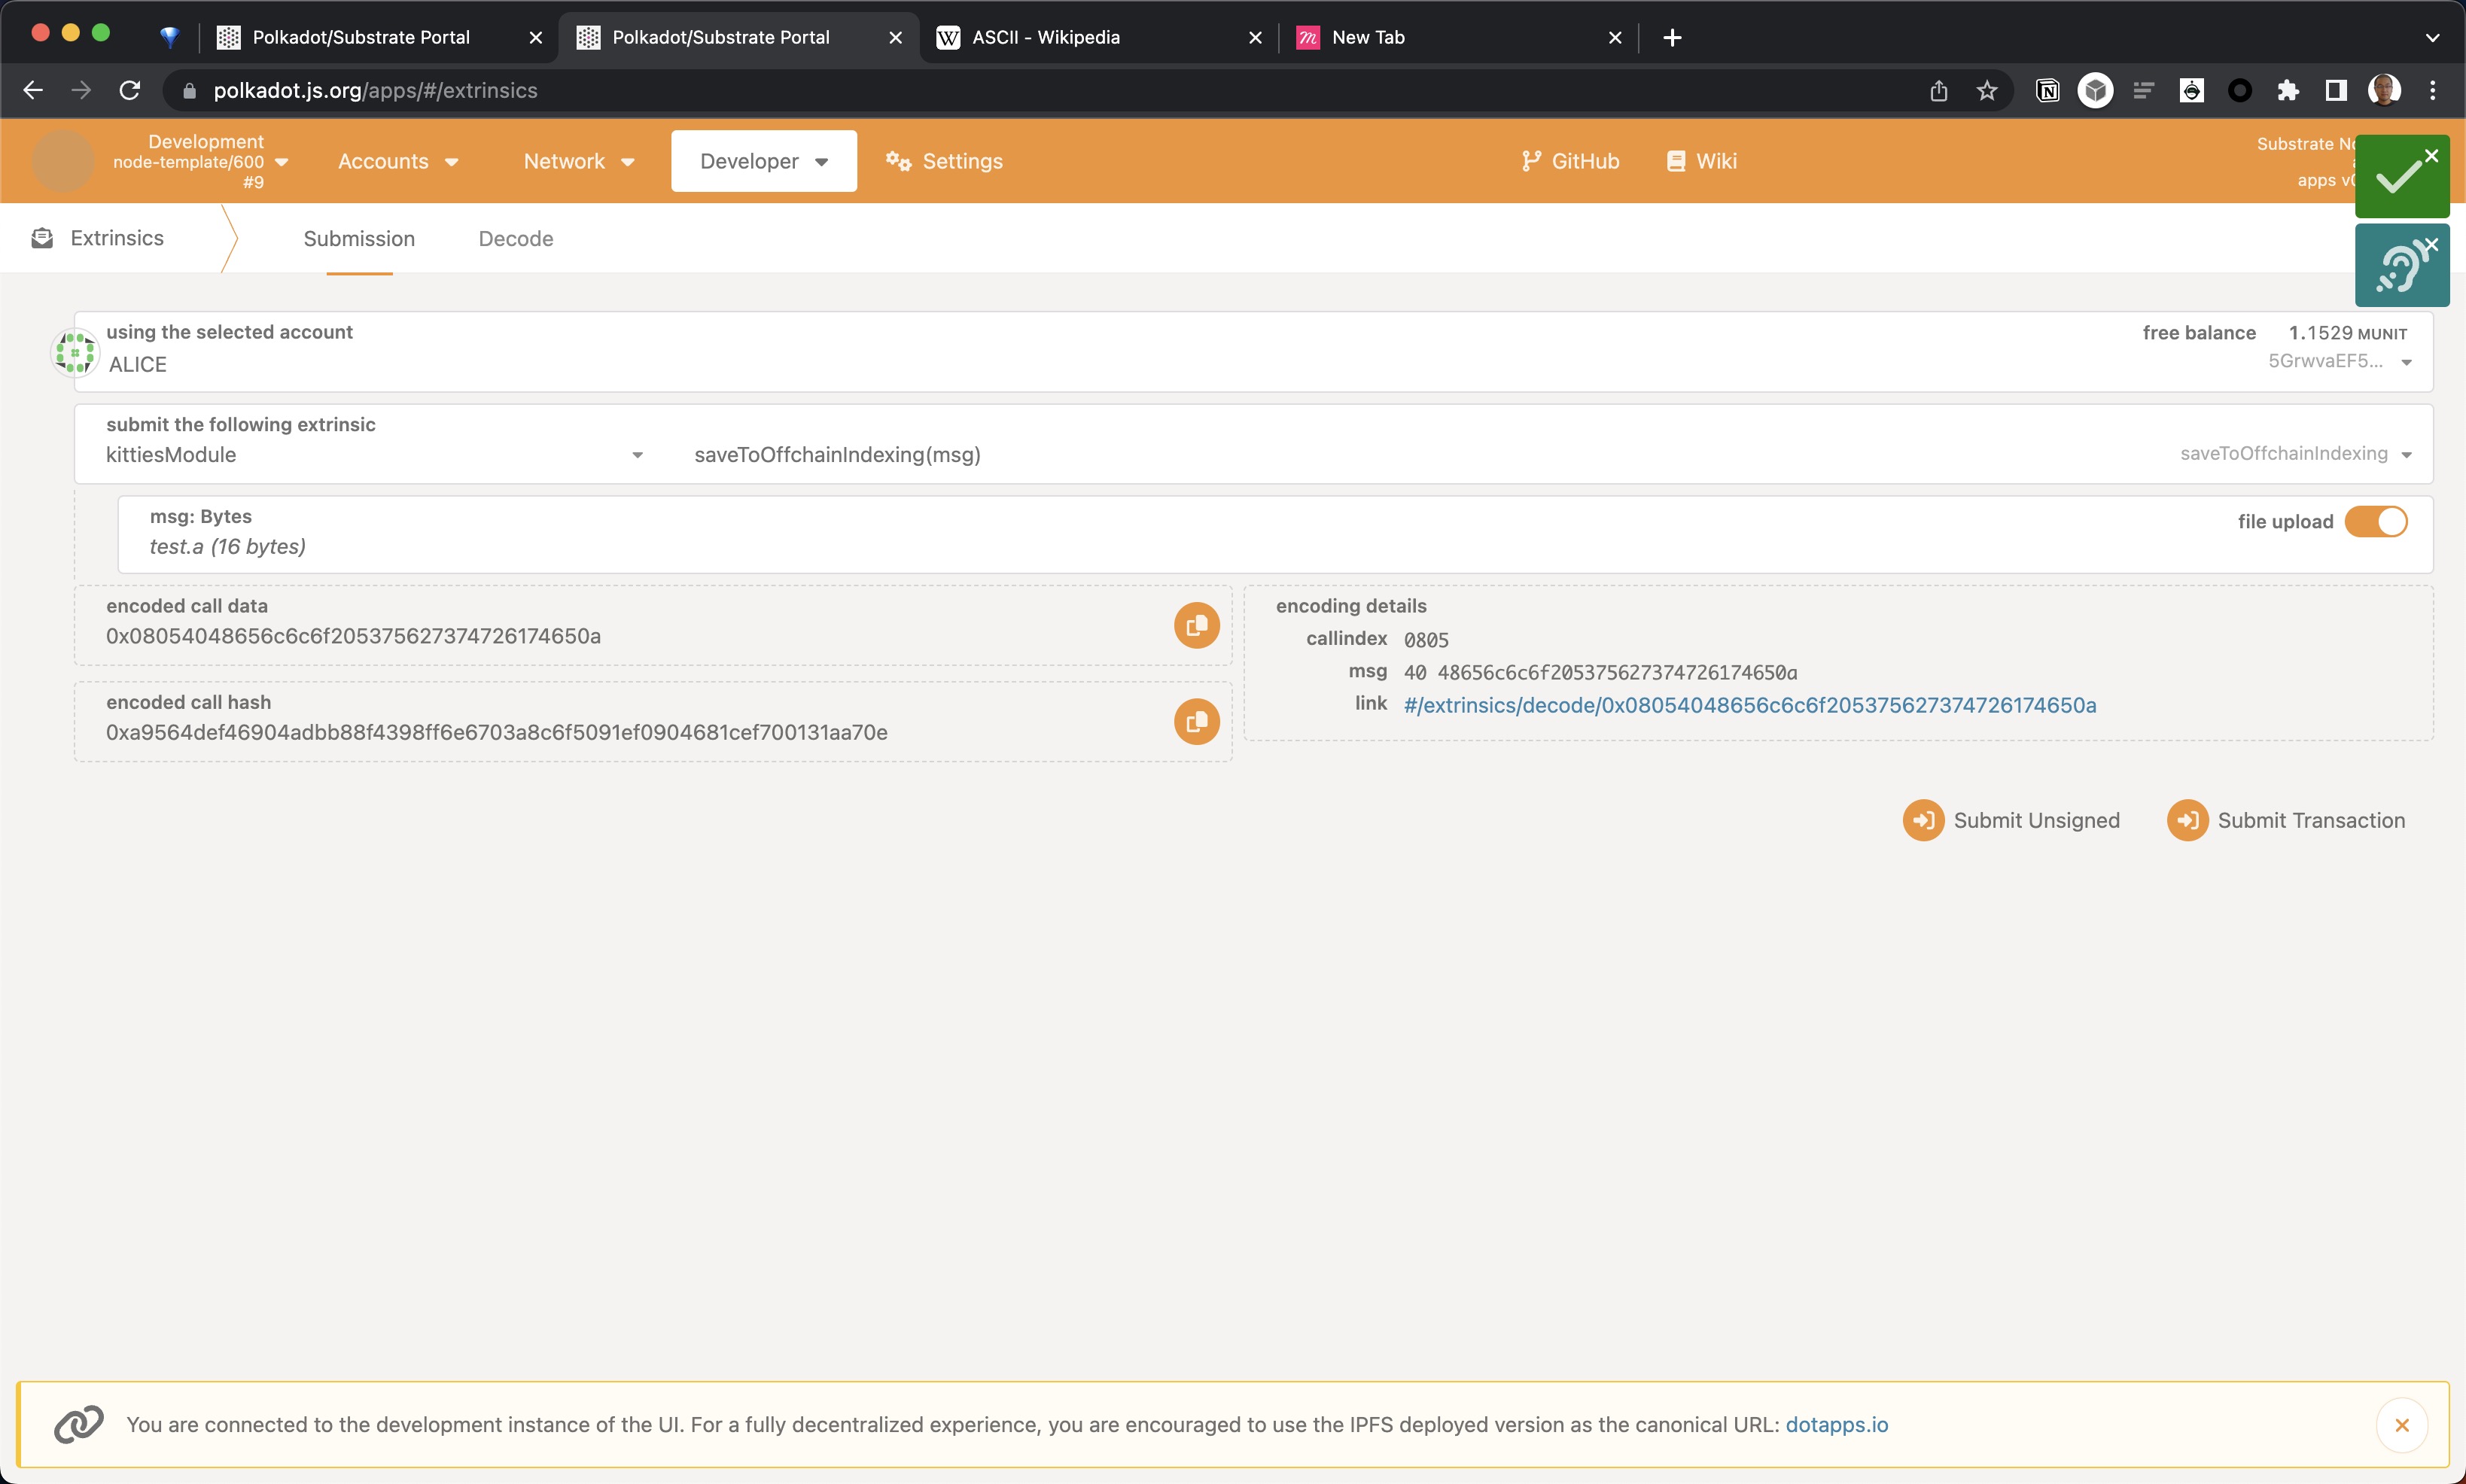 Polkadot/Substrate Portal
Polkadot/Substrate Portal
ASCII - Wikipedia
New Tab
polkadot.js.org/apps/#/extrinsics
Development
node-template/600
#9
Accounts
Network
Developer
Settings
GitHub
Wiki
Substrate
apps
Extrinsics
Submission
Decode
using the selected account
ALICE
free balance 1.1529 MUNIT
5GrwvaEF5...
submit the following extrinsic
kittiesModule
saveToOffchainIndexing(msg)
saveToOffchainIndexing
msg: Bytes
test.a (16 bytes)
file upload
encoded call data
0x08054048656c6c6f205375627374726174650a
encoded call hash
0xa9564def46904adbb88f4398ff6e6703a8c6f5091ef0904681cef700131aa70e
encoding details
callindex 0805
msg 40 48656c6c6f205375627374726174650a
link #/extrinsics/decode/0x08054048656c6c6f205375627374726174650a
Submit Unsigned
Submit Transaction
You are connected to the development instance of the UI. For a fully decentralized experience, you are encouraged to use the IPFS deployed version as the canonical URL: dotapps.io